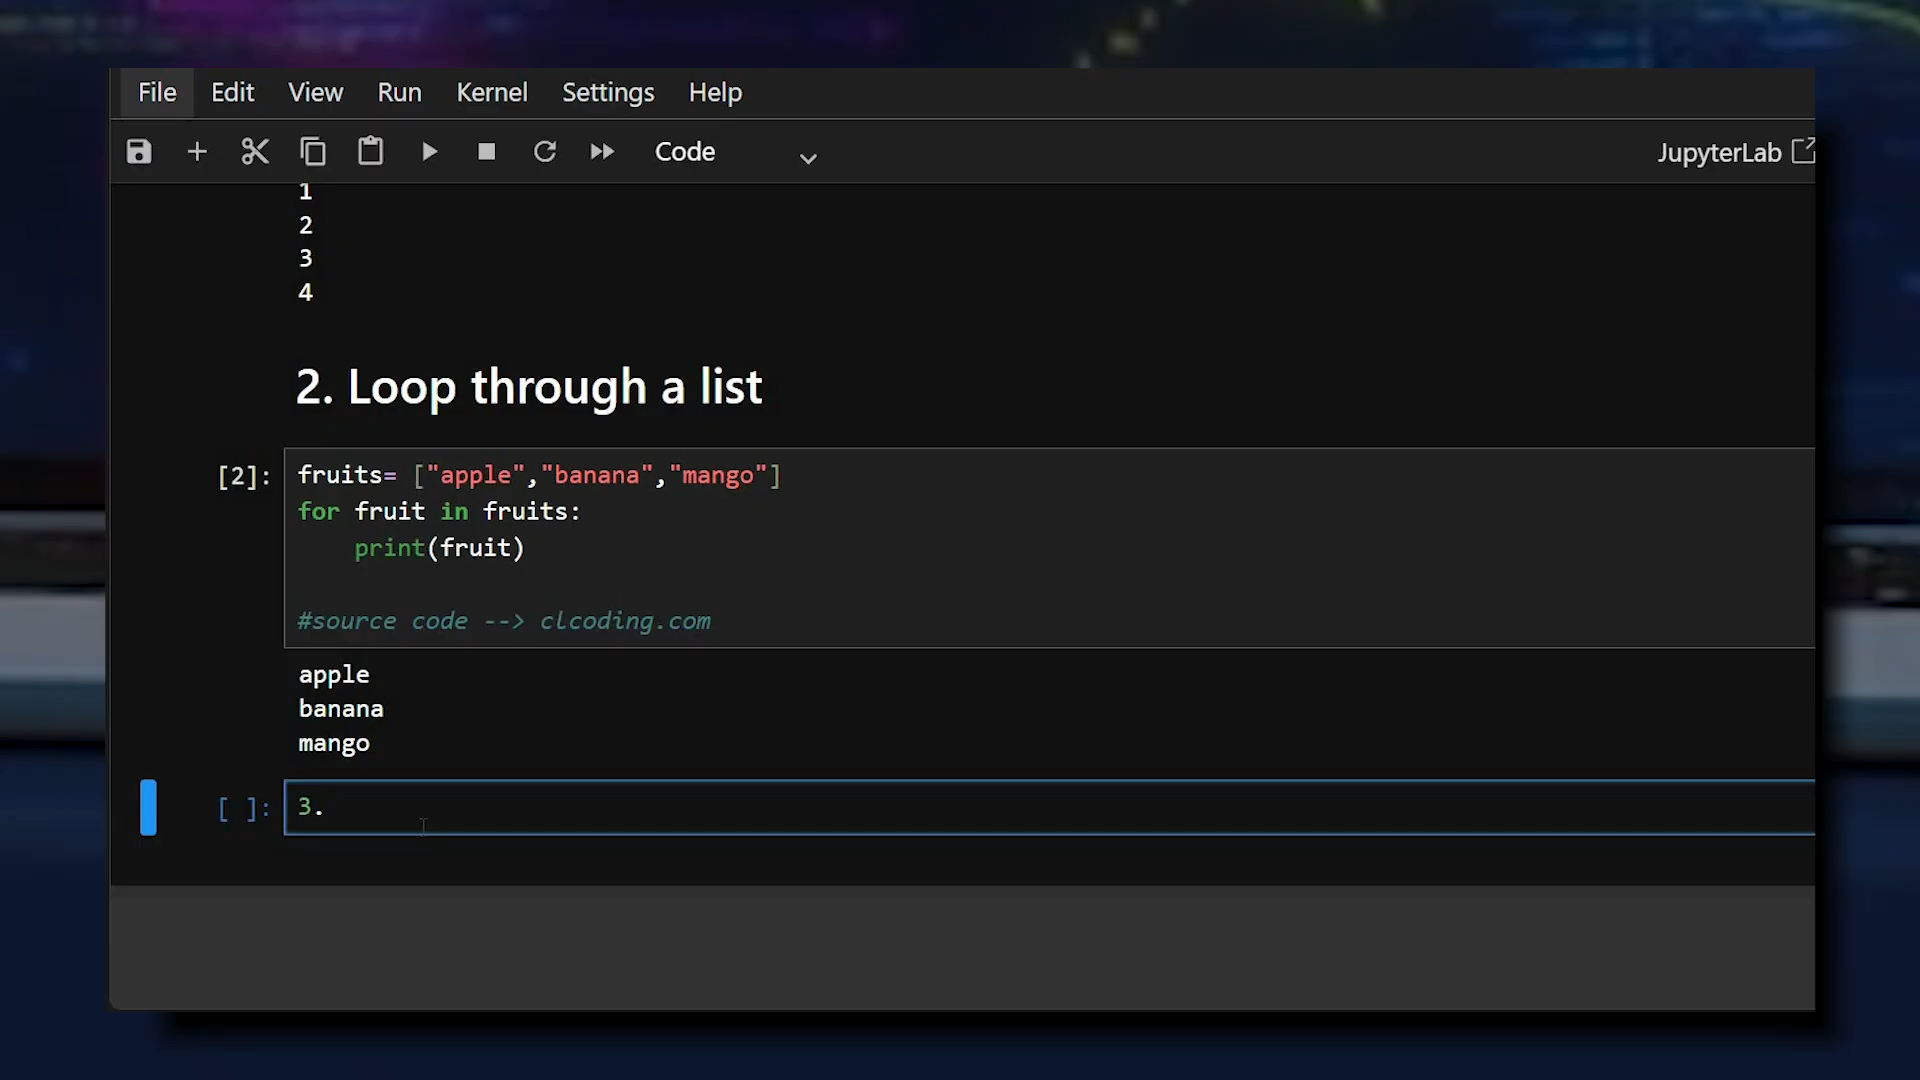 File Edit View Run Kernel Settings Help
Code JupyterLab
1
2
3
4
2. Loop through a list
[2]: fruits= ["apple","banana","mango"]
for fruit in fruits:
    print(fruit)
#source code --> clcoding.com
apple
banana
mango
[ ]: 3.